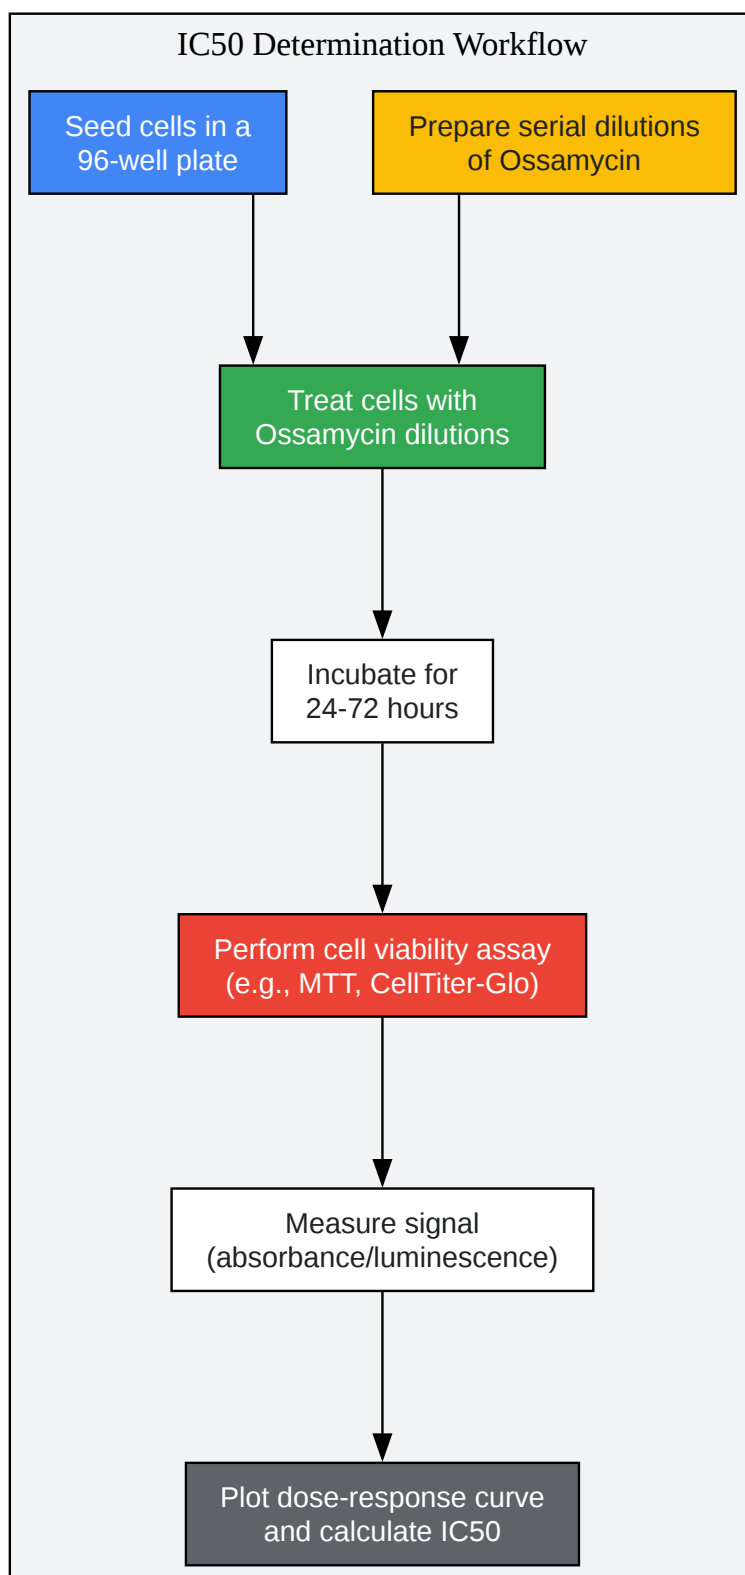 IC50 Determination Workflow
Seed cells in a
96-well plate
Prepare serial dilutions
of Ossamycin
Treat cells with
Ossamycin dilutions
Incubate for
24-72 hours
Perform cell viability assay
(e.g., MTT, CellTiter-Glo)
Measure signal
(absorbance/luminescence)
Plot dose-response curve
and calculate IC50